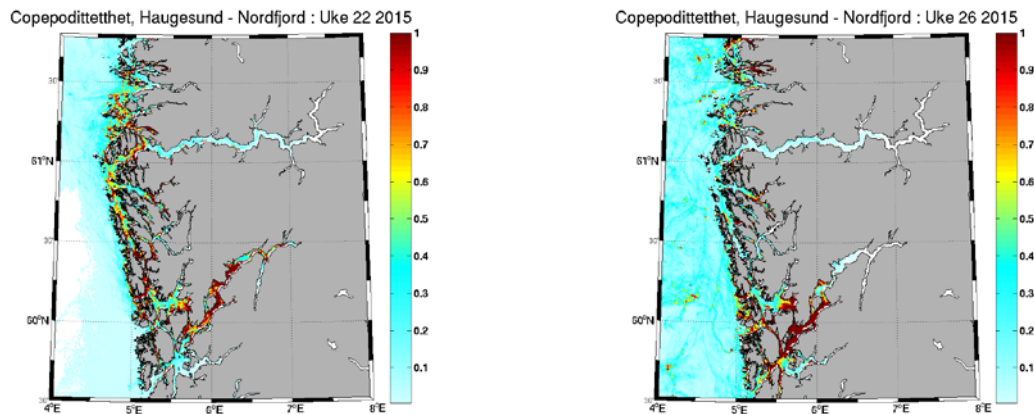 Copepodittetthet, Haugesund - Nordfjord : Uke 22 2015
1
0.9
0.8
0.7
0.6
0.5
0.4
0.3
0.2
0.1
30'
61°N
30'
60°N
30'
4°E
5°E
6°E
7°E
8°E
Copepodittetthet, Haugesund - Nordfjord : Uke 26 2015
1
0.9
0.8
0.7
0.6
0.5
0.4
0.3
0.2
0.1
30'
61°N
30'
60°N
30'
4°E
5°E
6°E
7°E
8°E